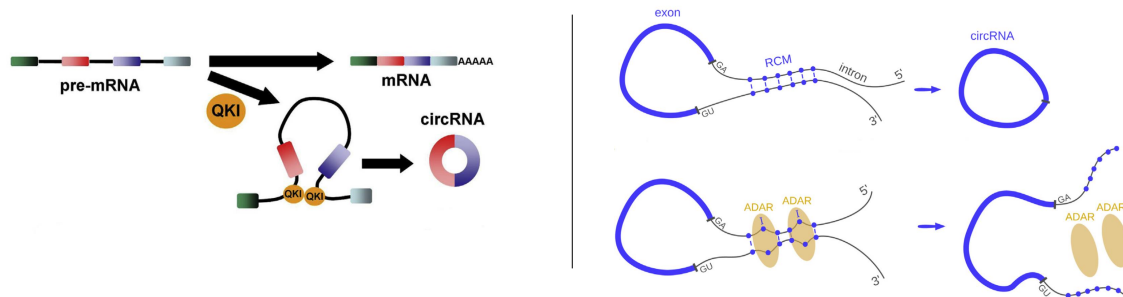 pre-mRNA
QKI
AAAAA
mRNA
circRNA
QKI
QKI
exon
GA
RCM
intron
5'
GU
3'
circRNA
GA
ADAR
ADAR
5'
I
I
GU
3'
GA
ADAR
ADAR
GU